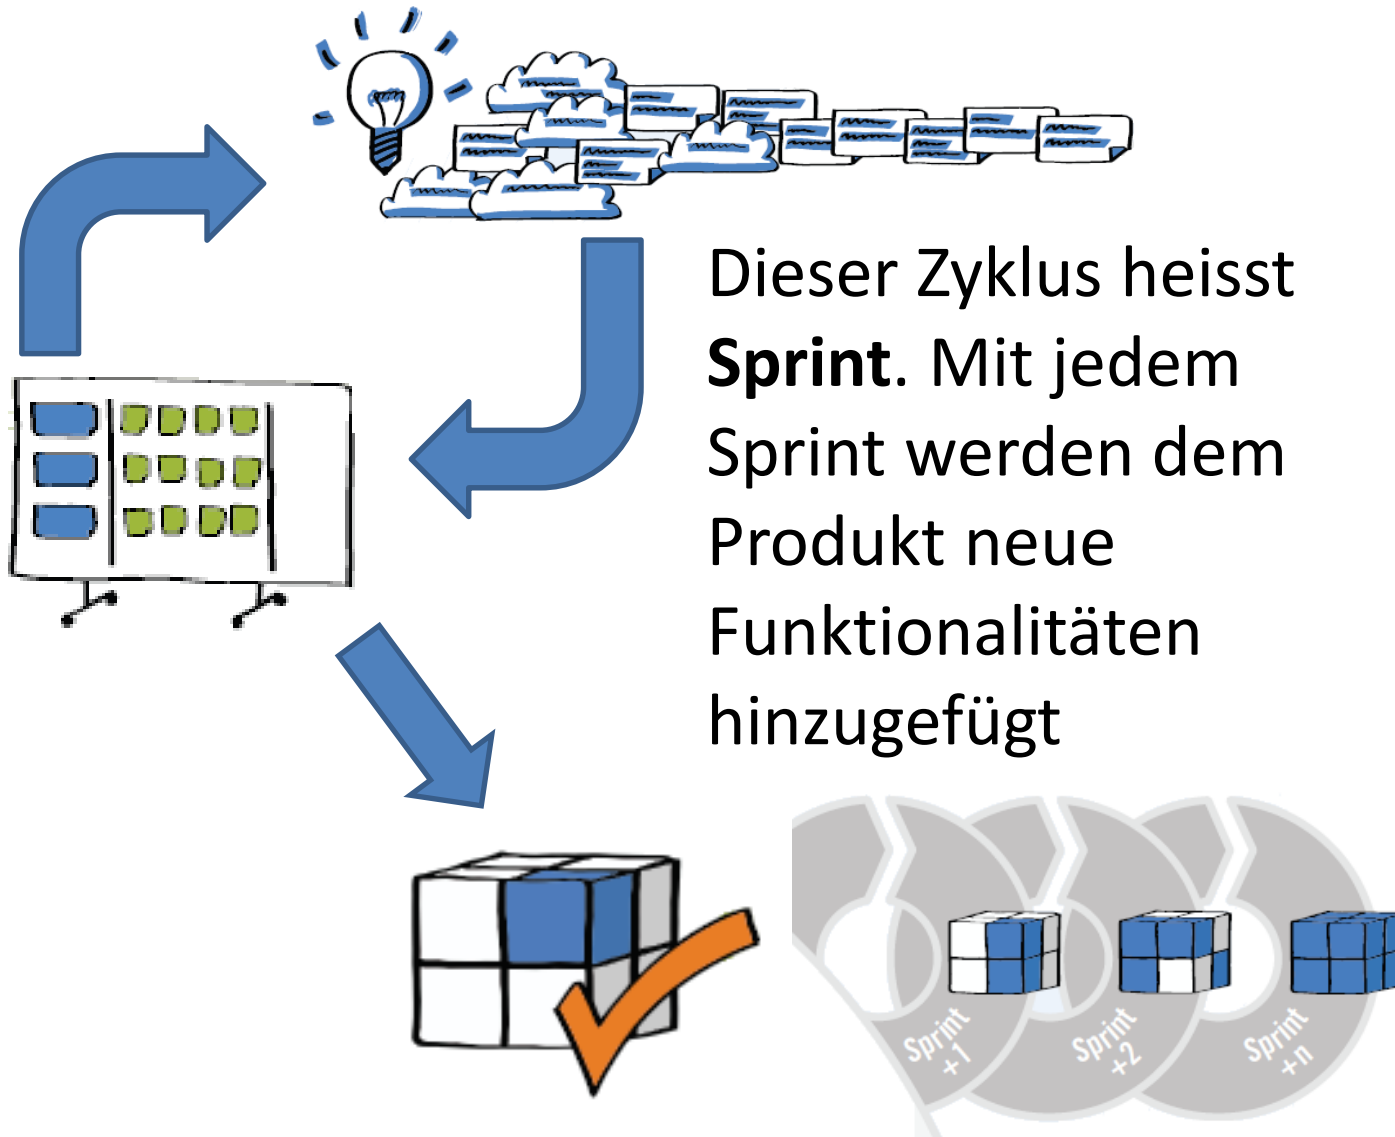 Dieser Zyklus heisst
Sprint. Mit jedem
Sprint werden dem
Produkt neue
Funktionalitäten
hinzugefügt
Sprint
+1
Sprint
+2
Sprint
+n